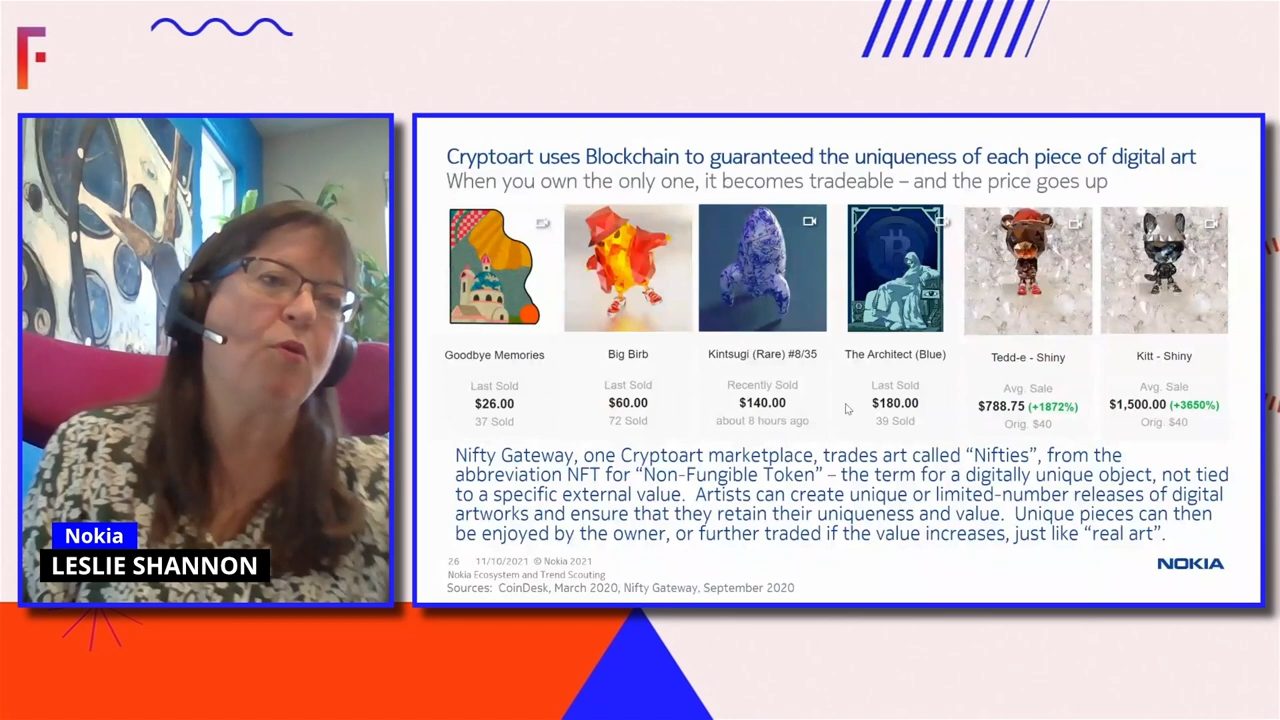 Nokia
LESLIE SHANNON
Cryptoart uses Blockchain to guaranteed the uniqueness of each piece of digital art
When you own the only one, it becomes tradeable – and the price goes up
Goodbye Memories
Last Sold
$26.00
37 Sold
Big Birb
Last Sold
$60.00
72 Sold
Kintsugi (Rare) #8/35
Recently Sold
$140.00
about 8 hours ago
The Architect (Blue)
Last Sold
$180.00
39 Sold
Tedd-e - Shiny
Avg. Sale
$788.75 (+1872%)
Orig. $40
Kitt - Shiny
Avg. Sale
$1,500.00 (+3650%)
Orig. $40
Nifty Gateway, one Cryptoart marketplace, trades art called “Nifties”, from the
abbreviation NFT for “Non-Fungible Token” – the term for a digitally unique object, not tied
to a specific external value. Artists can create unique or limited-number releases of digital
artworks and ensure that they retain their uniqueness and value. Unique pieces can then
be enjoyed by the owner, or further traded if the value increases, just like “real art”.
26 11/10/2021 © Nokia 2021
Nokia Ecosystem and Trend Scouting
Sources: CoinDesk, March 2020, Nifty Gateway, September 2020
NOKIA